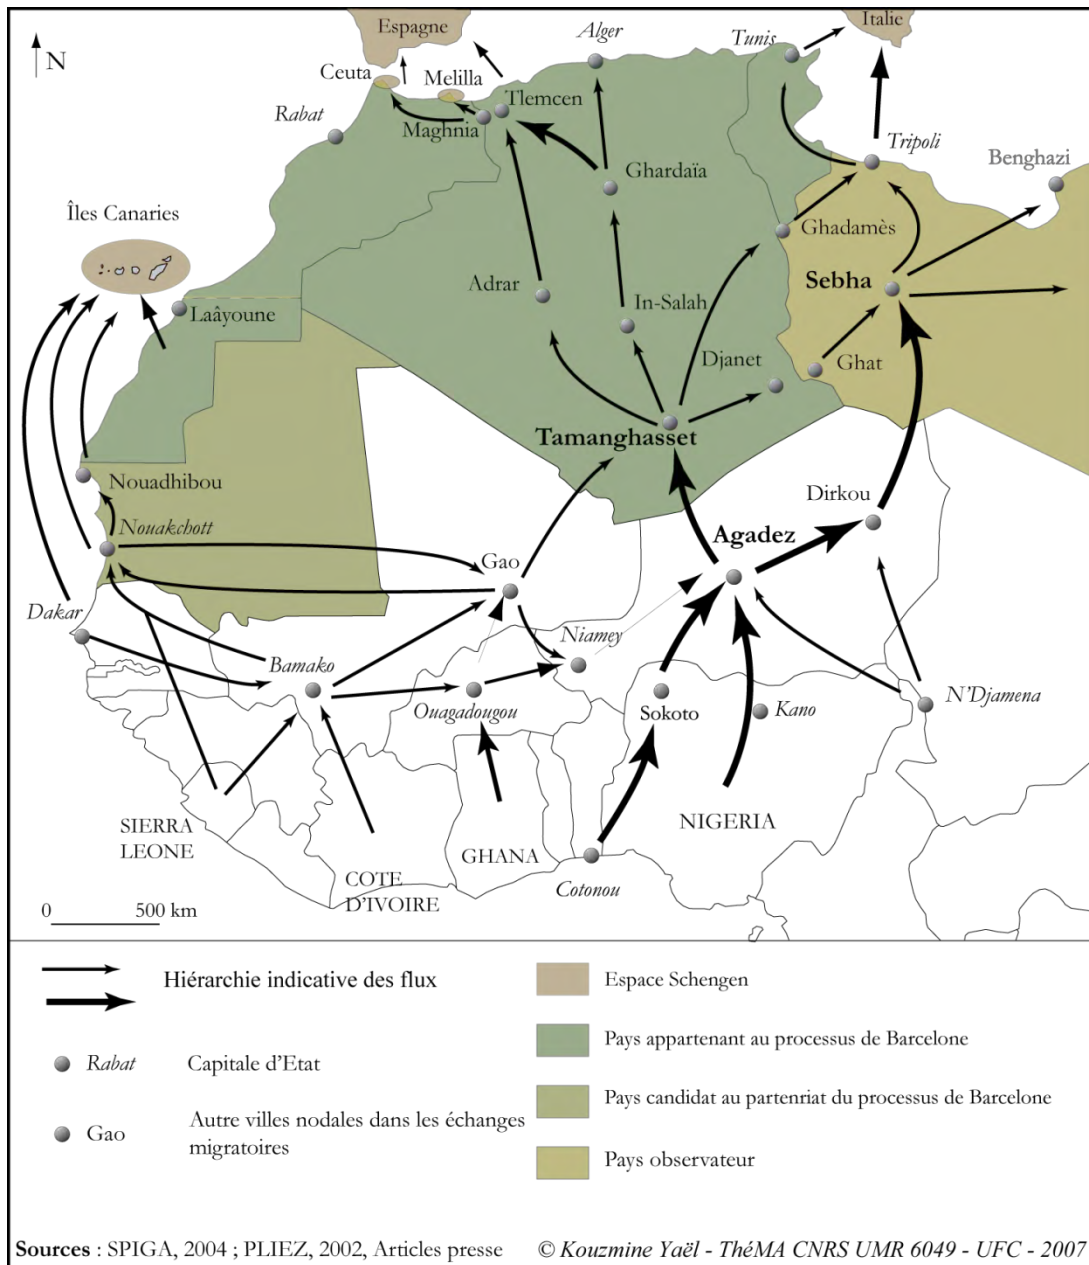 Espagne
Italie
Alger
Tunis
N
Ceuta
Melilla
Tlemcen
Rabat
Maghnia
Tripoli
Benghazi
Ghardaïa
Îles Canaries
Ghadamès
Adrar
Sebha
In-Salah
Laâyoune
Djanet
Ghat
Tamanghasset
Nouadhibou
Dirkou
Nouakchott
Agadez
Gao
Dakar
Niamey
Bamako
Ouagadougou
Sokoto
Kano
N'Djamena
SIERRA
LEONE
NIGERIA
GHANA
COTE
D'IVOIRE
Cotonou
0 500 km
Hiérarchie indicative des flux
Espace Schengen
Pays appartenant au processus de Barcelone
Rabat Capitale d'Etat
Pays candidat au partenriat du processus de Barcelone
Gao Autre villes nodales dans les échanges
migratoires
Pays observateur
Sources : SPIGA, 2004 ; PLIEZ, 2002, Articles presse © Kouzmine Yaël - ThéMA CNRS UMR 6049 - UFC - 2007